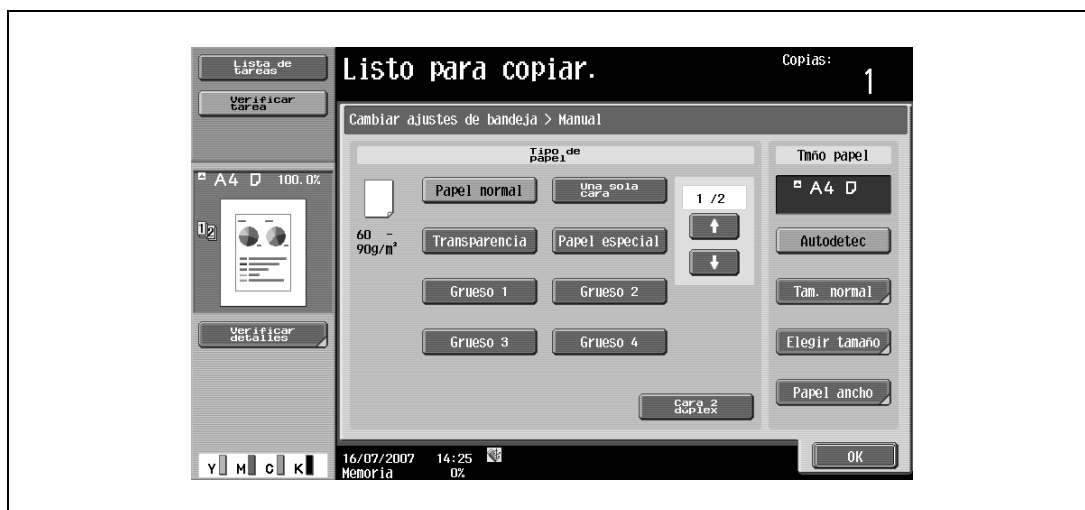 Lista de
tareas
Verificar
tarea
Listo para copiar.
Copias:
1
Cambiar ajustes de bandeja > Manual
Tipo de
papel
Tmño papel
A4 100.0%
12
60 -
90g/m²
Papel normal
Una sola
cara
1 /2
A4
Transparencia
Papel especial
Autodetec
Grueso 1
Grueso 2
Tam. normal
Verificar
detalles
Grueso 3
Grueso 4
Elegir tamaño
Cara 2
dúplex
Papel ancho
Y M C K
16/07/2007 14:25
Memoria 0%
OK